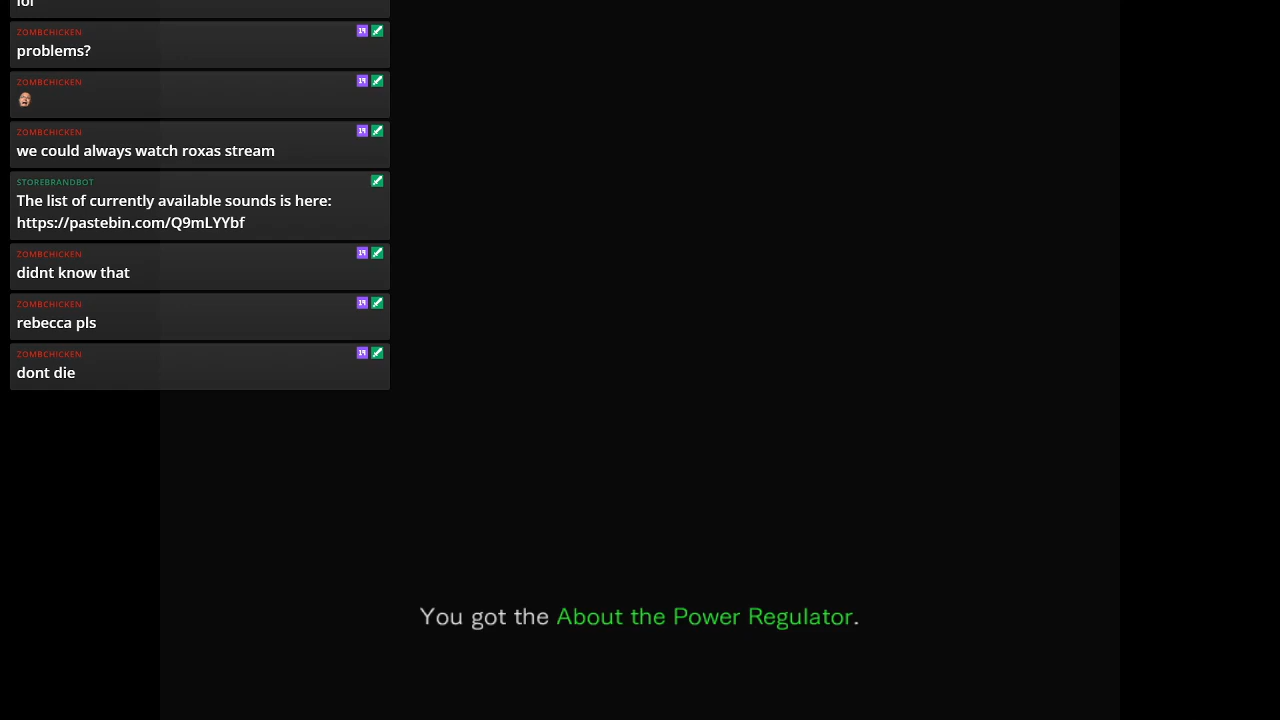 lol
ZOMBCHICKEN
problems?
ZOMBCHICKEN
ZOMBCHICKEN
we could always watch roxas stream
STOREBRANDBOT
The list of currently available sounds is here:
https://pastebin.com/Q9mLYYbf
ZOMBCHICKEN
didnt know that
ZOMBCHICKEN
rebecca pls
ZOMBCHICKEN
dont die
You got the About the Power Regulator.